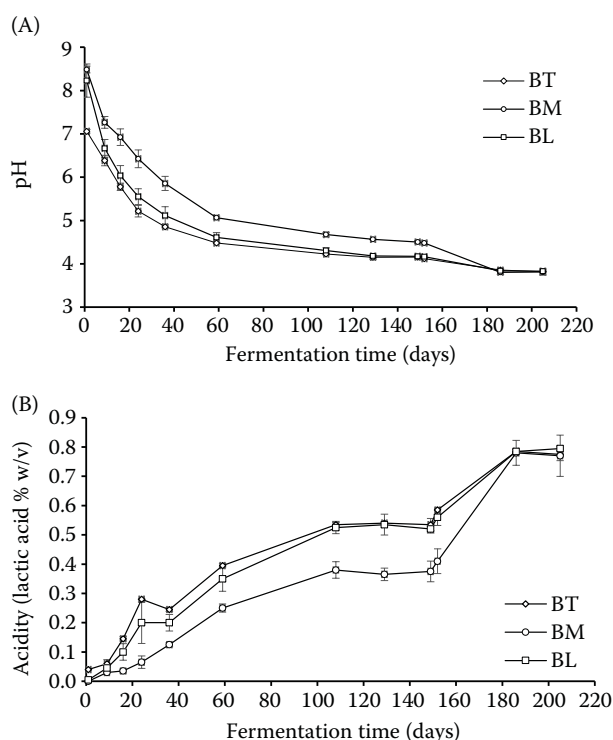 (A)
9
8
7
6
5
4
3
pH
BT
BM
BL
0 20 40 60 80 100 120 140 160 180 200 220
Fermentation time (days)
(B)
0.9
0.8
0.7
0.6
0.5
0.4
0.3
0.2
0.1
0.0
Acidity (lactic acid % w/v)
BT
BM
BL
0 20 40 60 80 100 120 140 160 180 200 220
Fermentation time (days)